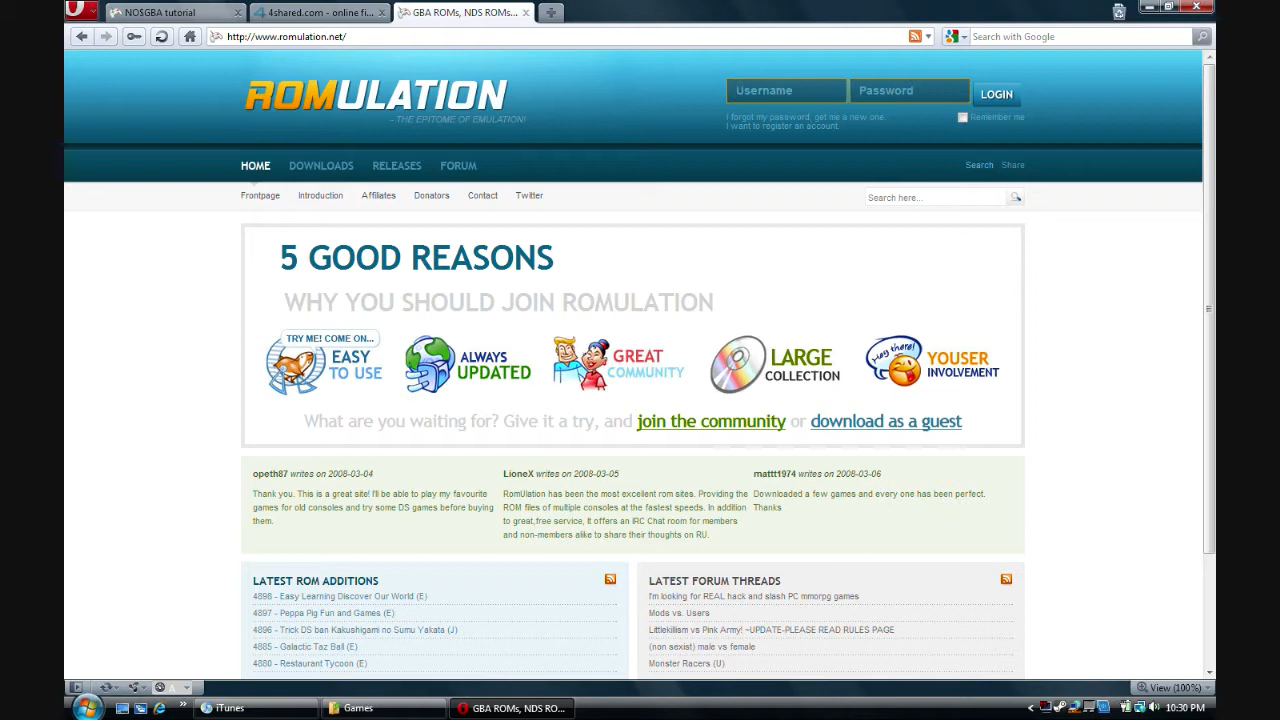 NOSGBA tutorial
4shared.com - online fi...
GBA ROMs, NDS ROMs...
http://www.romulation.net/
Search with Google
ROMULATION
– THE EPITOME OF EMULATION!
Username
Password
LOGIN
I forgot my password, get me a new one.
Remember me
I want to register an account.
HOME
DOWNLOADS
RELEASES
FORUM
Search
Share
Frontpage
Introduction
Affiliates
Donators
Contact
Twitter
Search here...
5 GOOD REASONS
WHY YOU SHOULD JOIN ROMULATION
TRY ME! COME ON...
EASY
TO USE
ALWAYS
UPDATED
GREAT
COMMUNITY
LARGE
COLLECTION
Hey there!
YOUSER
INVOLVEMENT
What are you waiting for? Give it a try, and join the community or download as a guest
opeth87 writes on 2008-03-04
Thank you. This is a great site! I'll be able to play my favourite
games for old consoles and try some DS games before buying
them.
LioneX writes on 2008-03-05
RomUlation has been the most excellent rom sites. Providing the
ROM files of multiple consoles at the fastest speeds. In addition
to great,free service, it offers an IRC Chat room for members
and non-members alike to share their thoughts on RU.
mattt1974 writes on 2008-03-06
Downloaded a few games and every one has been perfect.
Thanks
LATEST ROM ADDITIONS
4898 - Easy Learning Discover Our World (E)
4897 - Peppa Pig Fun and Games (E)
4896 - Trick DS ban Kakushigami no Sumu Yakata (J)
4885 - Galactic Taz Ball (E)
4880 - Restaurant Tycoon (E)
LATEST FORUM THREADS
I'm looking for REAL hack and slash PC mmorpg games
Mods vs. Users
Littlekillism vs Pink Army! ~UPDATE-PLEASE READ RULES PAGE
(non sexist) male vs female
Monster Racers (U)
View (100%)
iTunes
Games
GBA ROMs, NDS RO...
10:30 PM